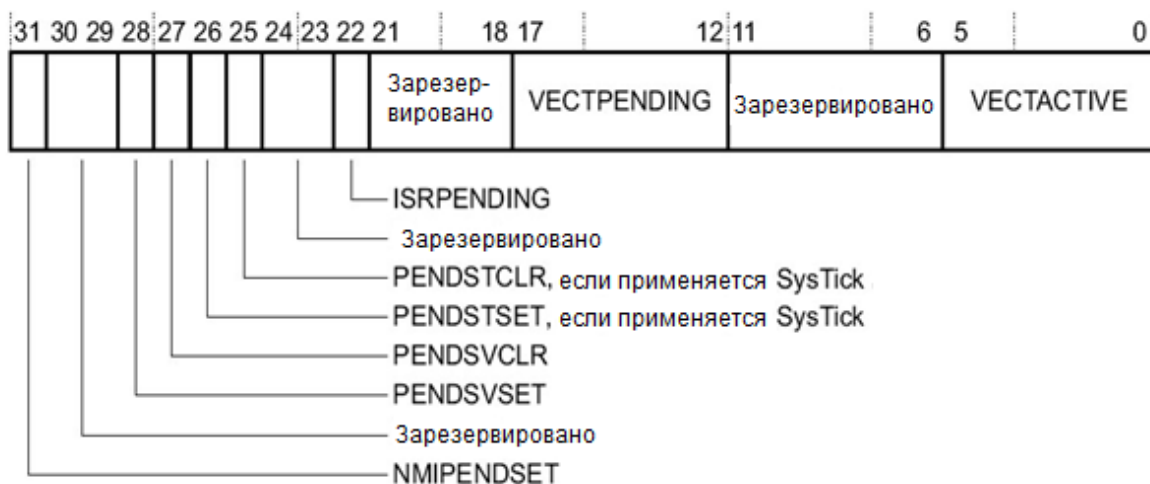 31 30 29 28 27 26 25 24 23 22 21 18 17 12 11 6 5 0
Зарезер-
вировано
VECTPENDING
Зарезервировано
VECTACTIVE
ISRPENDING
Зарезервировано
PENDSTCLR, если применяется SysTick
PENDSTSET, если применяется SysTick
PENDSVCLR
PENDSVSET
Зарезервировано
NMIPENDSET